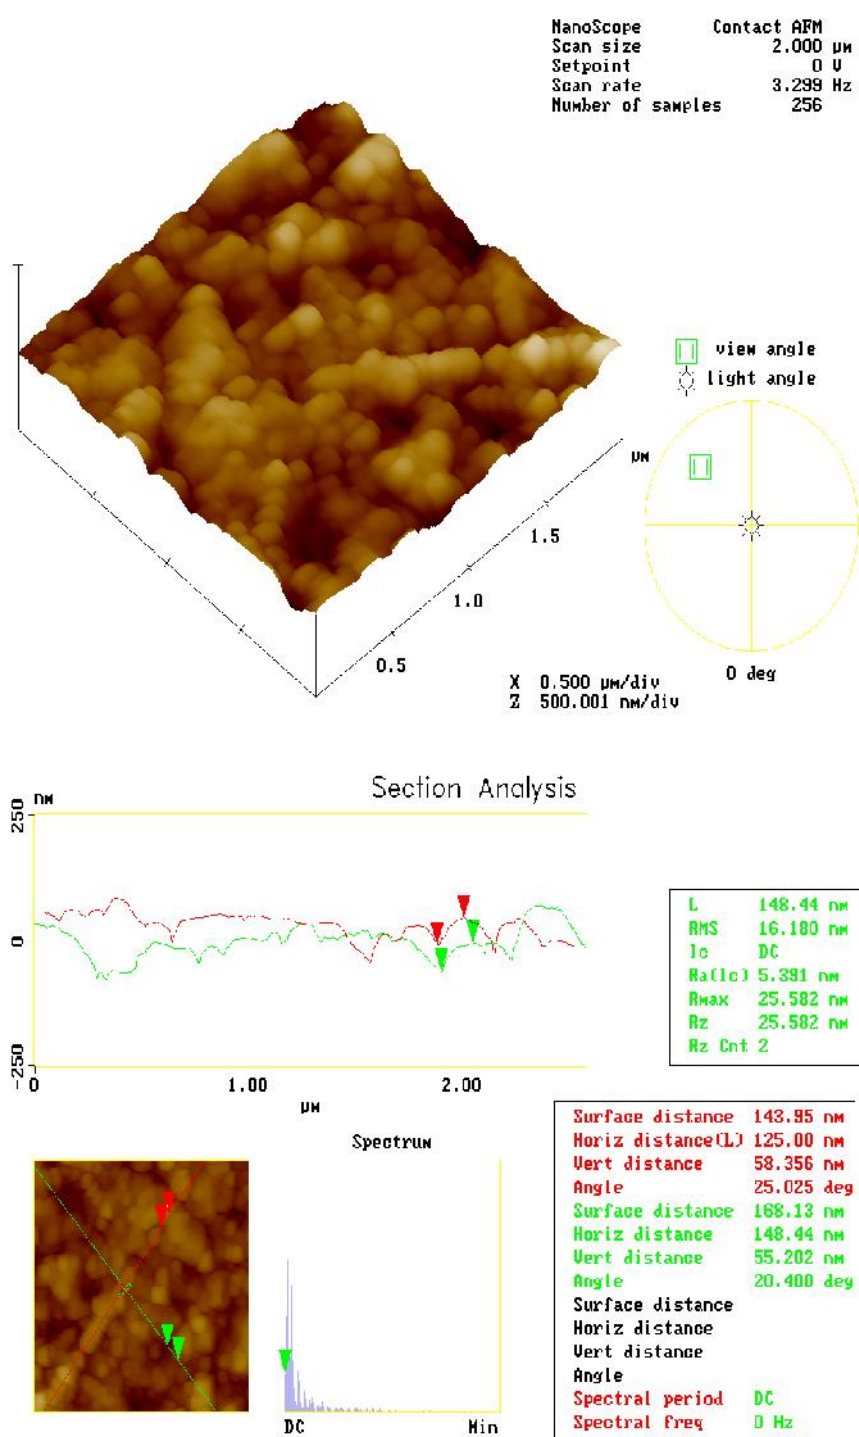 NanoScope Contact AFM
Scan size 2.000 µm
Setpoint 0 V
Scan rate 3.299 Hz
Number of samples 256
view angle
light angle
µm
1.5
1.0
0.5
X 0.500 µm/div
Z 500.001 nm/div
0 deg
Section Analysis
nm
250
0
-250
0 1.00 2.00
µm
L 148.44 nm
RMS 16.180 nm
lc DC
Ra(lc) 5.391 nm
Rmax 25.582 nm
Rz 25.582 nm
Rz Cnt 2
Spectrum
DC Min
Surface distance 143.95 nm
Horiz distance(L) 125.00 nm
Vert distance 58.356 nm
Angle 25.025 deg
Surface distance 168.13 nm
Horiz distance 148.44 nm
Vert distance 55.202 nm
Angle 20.400 deg
Surface distance
Horiz distance
Vert distance
Angle
Spectral period DC
Spectral freq 0 Hz